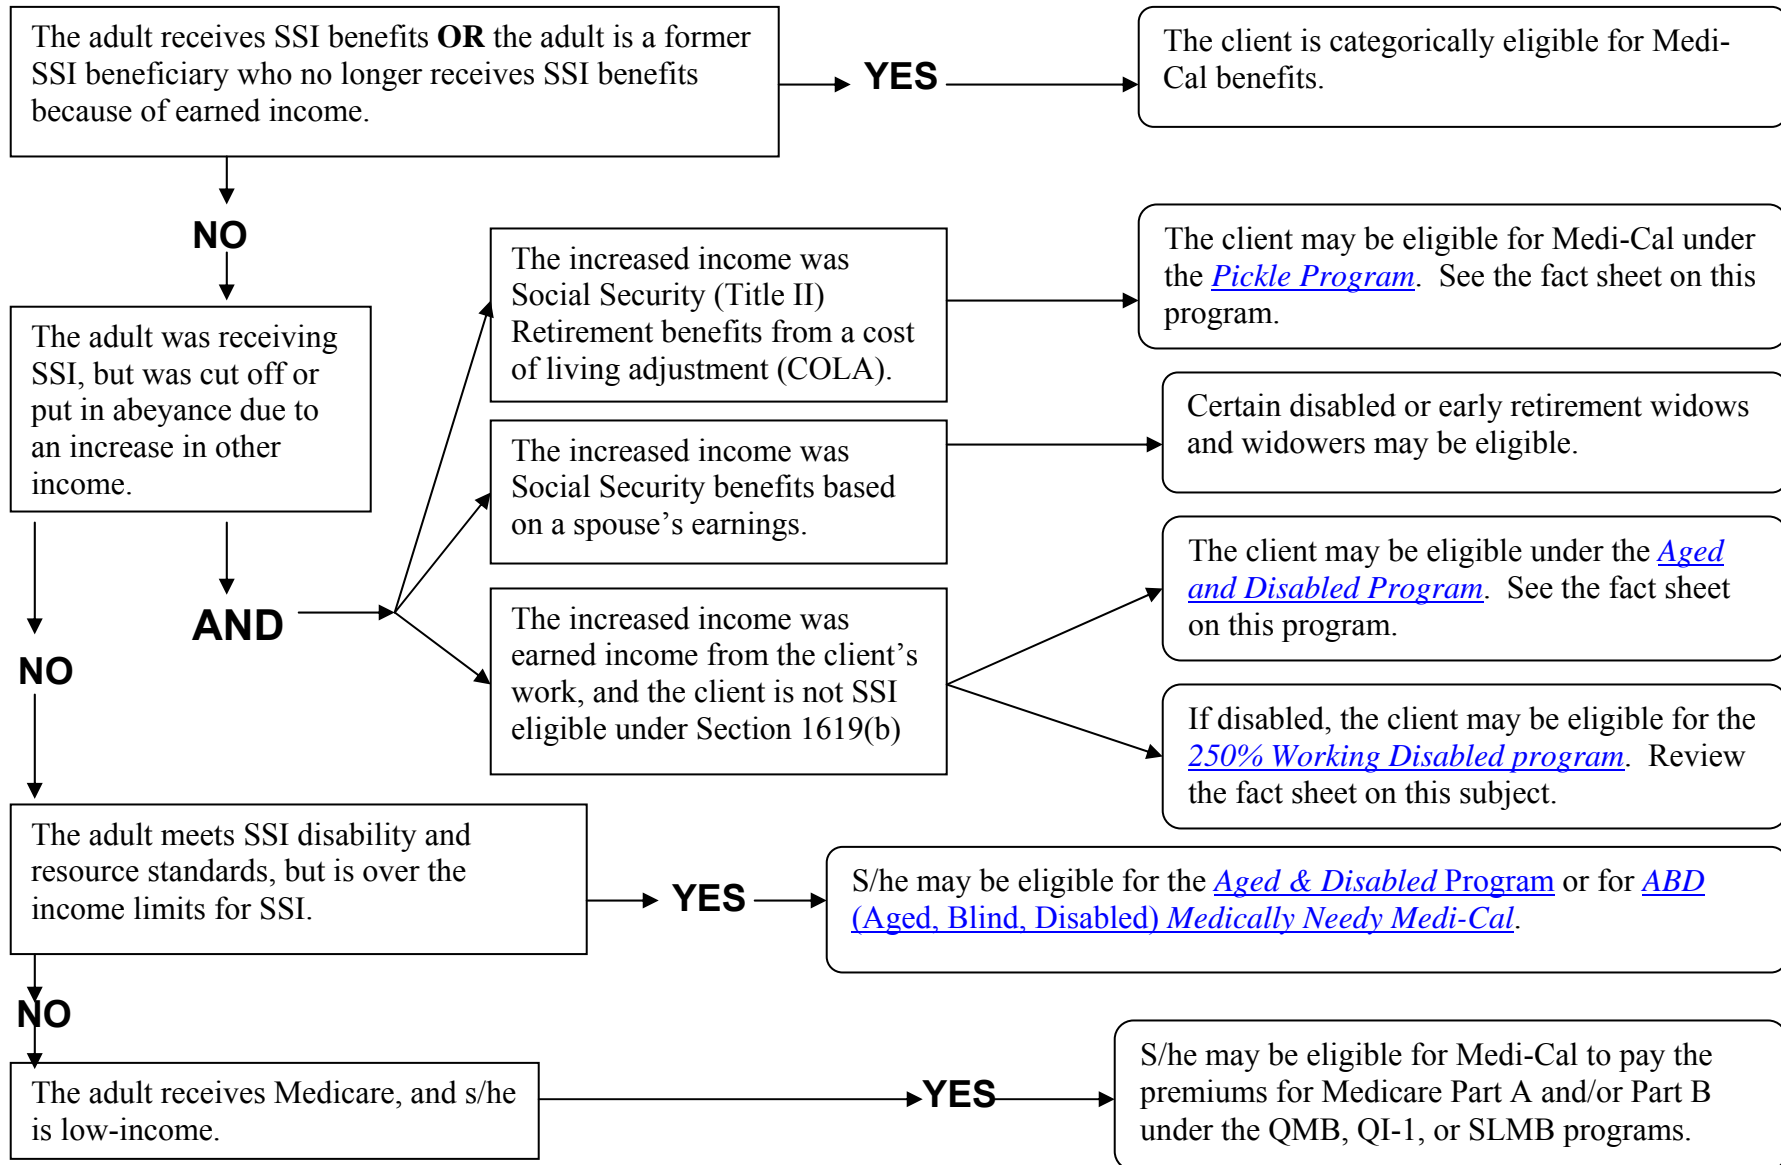 The adult receives SSI benefits OR the adult is a former
SSI beneficiary who no longer receives SSI benefits
because of earned income.
YES
The client is categorically eligible for Medi-
Cal benefits.
NO
The adult was receiving
SSI, but was cut off or
put in abeyance due to
an increase in other
income.
AND
The increased income was
Social Security (Title II)
Retirement benefits from a cost
of living adjustment (COLA).
The client may be eligible for Medi-Cal under
the Pickle Program.  See the fact sheet on this
program.
The increased income was
Social Security benefits based
on a spouse’s earnings.
Certain disabled or early retirement widows
and widowers may be eligible.
The increased income was
earned income from the client’s
work, and the client is not SSI
eligible under Section 1619(b)
The client may be eligible under the Aged
and Disabled Program.  See the fact sheet
on this program.
If disabled, the client may be eligible for the
250% Working Disabled program.  Review
the fact sheet on this subject.
NO
The adult meets SSI disability and
resource standards, but is over the
income limits for SSI.
YES
S/he may be eligible for the Aged & Disabled Program or for ABD
(Aged, Blind, Disabled) Medically Needy Medi-Cal.
NO
The adult receives Medicare, and s/he
is low-income.
YES
S/he may be eligible for Medi-Cal to pay the
premiums for Medicare Part A and/or Part B
under the QMB, QI-1, or SLMB programs.